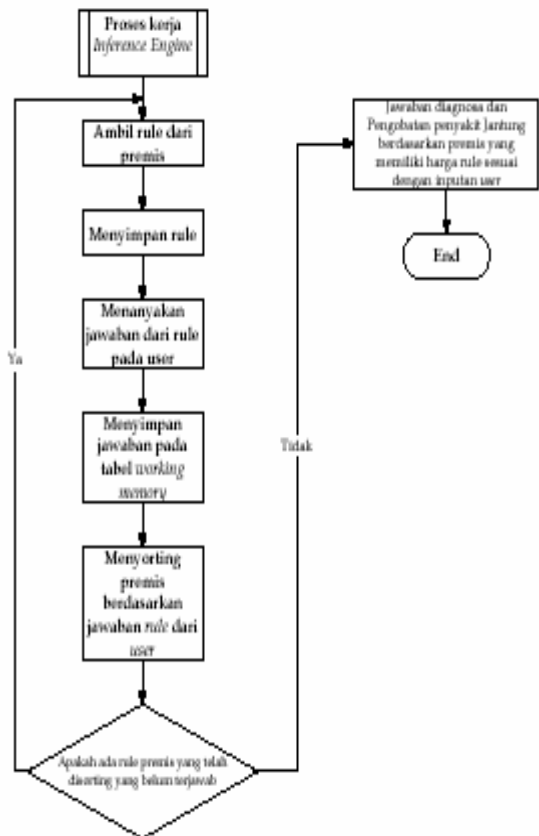 Proses kerja
Inference Engine
Ambil rule dari
premis
Menyimpan rule
Menanyakan
jawaban dari rule
pada user
Menyimpan
jawaban pada
tabel working
memory
Menyorting
premis
berdasarkan
jawaban rule dari
user
Apakah ada rule premis yang telah
disorting yang belum terjawab
Ya
Tidak
Jawaban diagnosa dan
Pengobatan penyakit Jantung
berdasarkan premis yang
memiliki harga rule sesuai
dengan inputan user
End